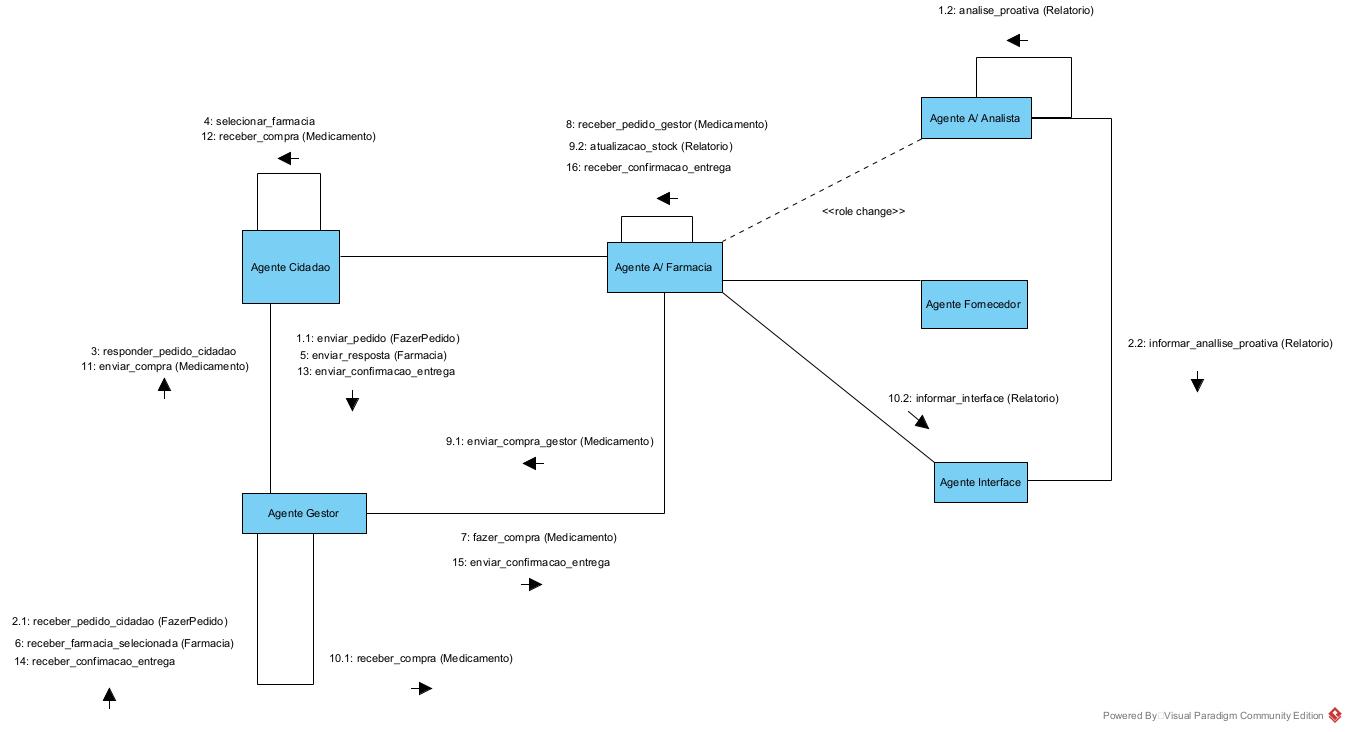 1.2: analise_proativa (Relatorio)
Agente A/ Analista
4: selecionar_farmacia
12: receber_compra (Medicamento)
8: receber_pedido_gestor (Medicamento)
9.2: atualizacao_stock (Relatorio)
16: receber_confirmacao_entrega
<<role change>>
Agente Cidadao
Agente A/ Farmacia
Agente Fornecedor
1.1: enviar_pedido (FazerPedido)
5: enviar_resposta (Farmacia)
13: enviar_confirmacao_entrega
3: responder_pedido_cidadao
11: enviar_compra (Medicamento)
2.2: informar_anallise_proativa (Relatorio)
10.2: informar_interface (Relatorio)
9.1: enviar_compra_gestor (Medicamento)
Agente Interface
Agente Gestor
7: fazer_compra (Medicamento)
15: enviar_confirmacao_entrega
2.1: receber_pedido_cidadao (FazerPedido)
6: receber_farmacia_selecionada (Farmacia)
14: receber_confimacao_entrega
10.1: receber_compra (Medicamento)
Powered By Visual Paradigm Community Edition